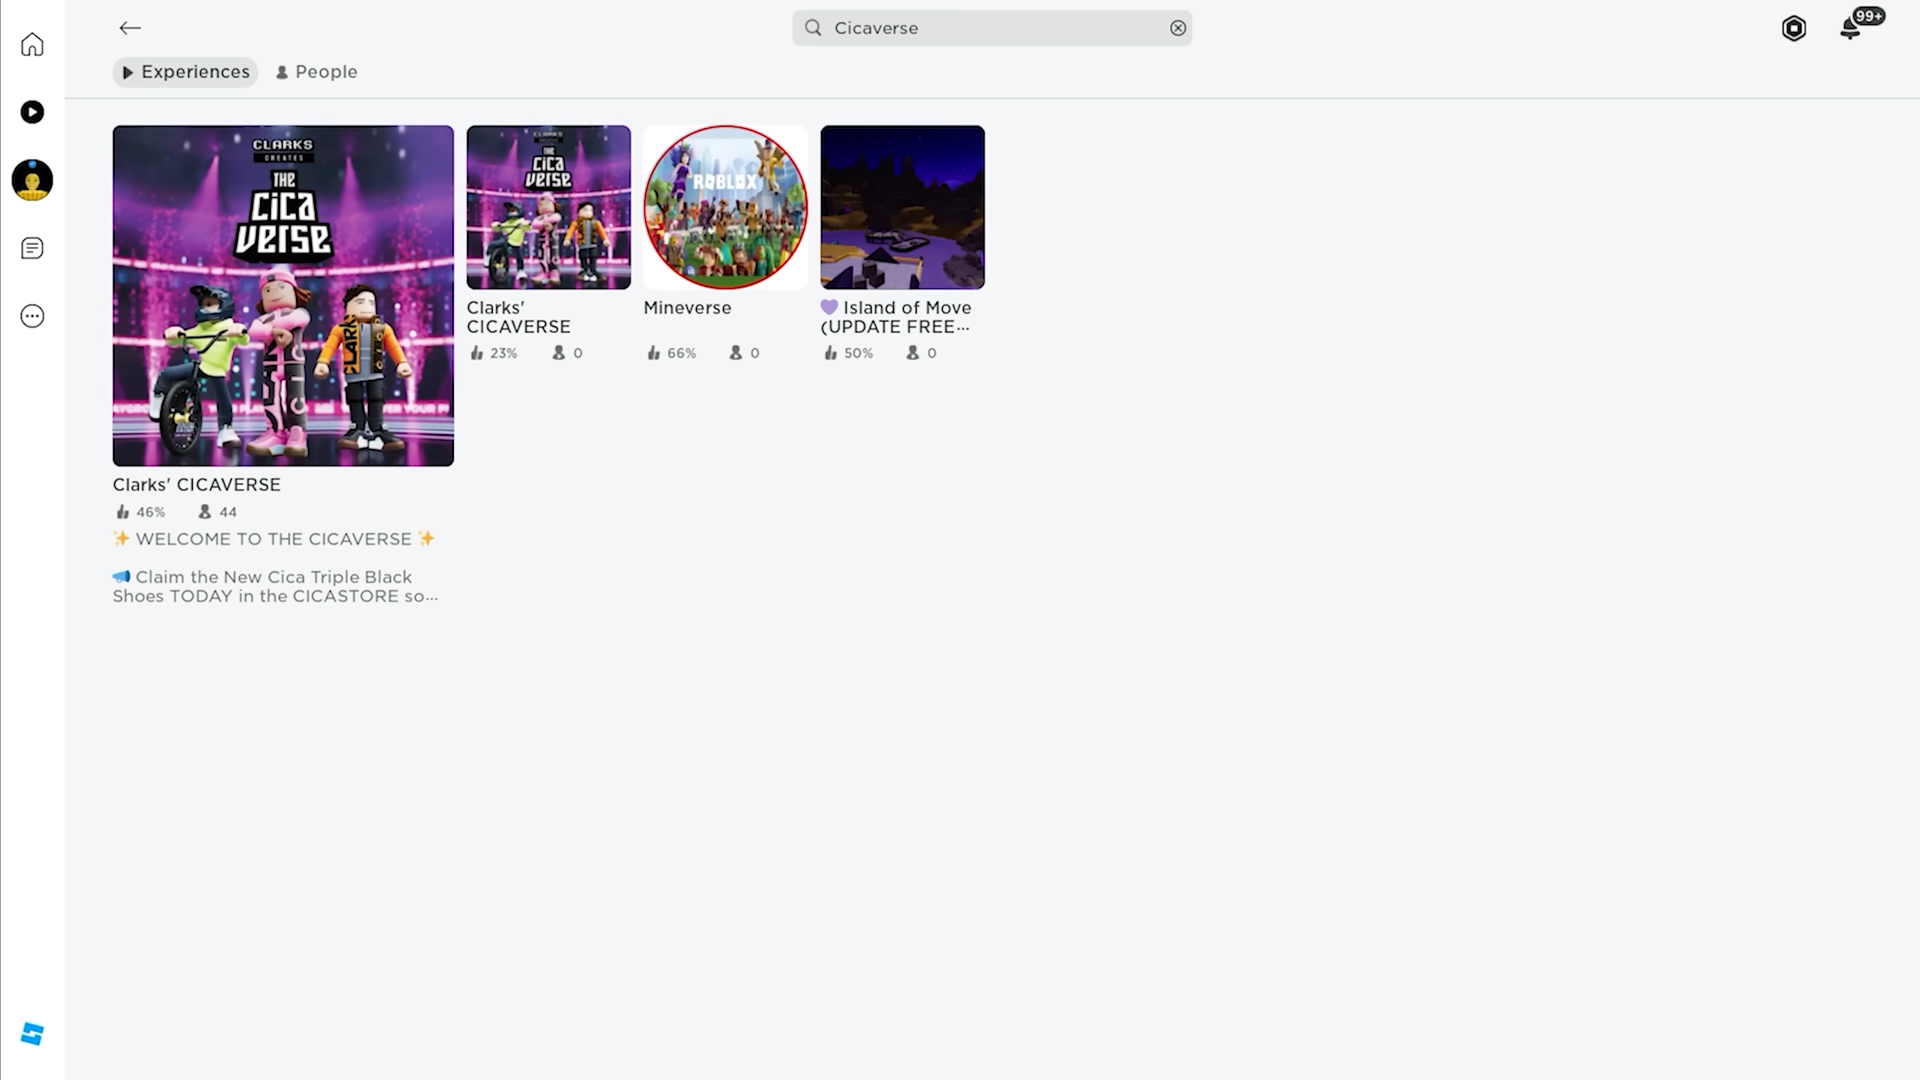 Cicaverse
99+
Experiences
People
CLARKS
CREATES
THE
CICA
VERSE
CLARKS
THE
CICA
VERSE
ROBLOX
Clarks'
CICAVERSE
23%
0
Mineverse
66%
0
💜 Island of Move
(UPDATE FREE...
50%
0
Clarks' CICAVERSE
46%
44
✨ WELCOME TO THE CICAVERSE ✨
📣 Claim the New Cica Triple Black
Shoes TODAY in the CICASTORE so...